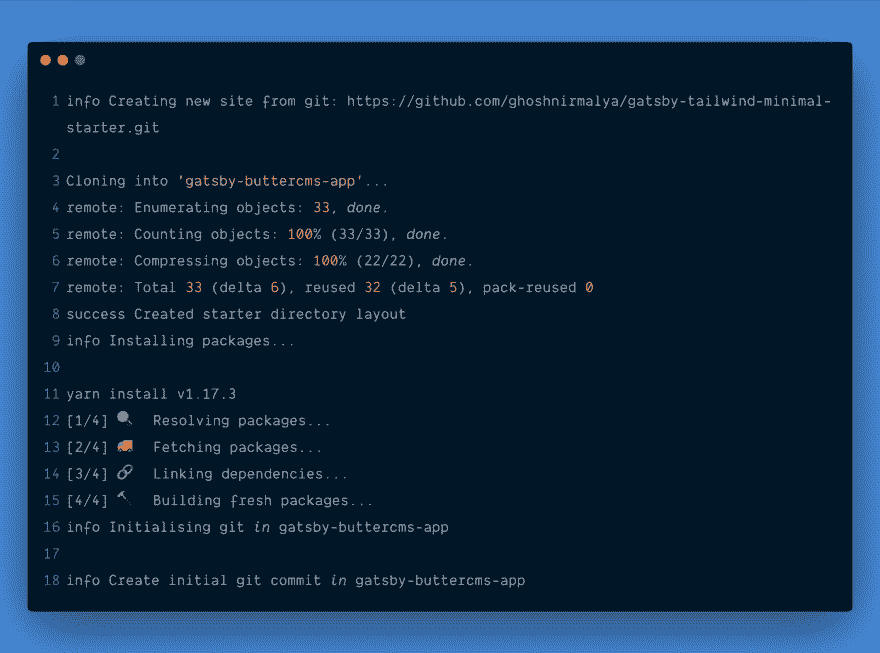 1 info Creating new site from git: https://github.com/ghoshnirmalya/gatsby-tailwind-minimal-
starter.git
2
3 Cloning into 'gatsby-buttercms-app'...
4 remote: Enumerating objects: 33, done.
5 remote: Counting objects: 100% (33/33), done.
6 remote: Compressing objects: 100% (22/22), done.
7 remote: Total 33 (delta 6), reused 32 (delta 5), pack-reused 0
8 success Created starter directory layout
9 info Installing packages...
10
11 yarn install v1.17.3
12 [1/4] 🔍 Resolving packages...
13 [2/4] 🚚 Fetching packages...
14 [3/4] 🔗 Linking dependencies...
15 [4/4] 🔨 Building fresh packages...
16 info Initialising git in gatsby-buttercms-app
17
18 info Create initial git commit in gatsby-buttercms-app